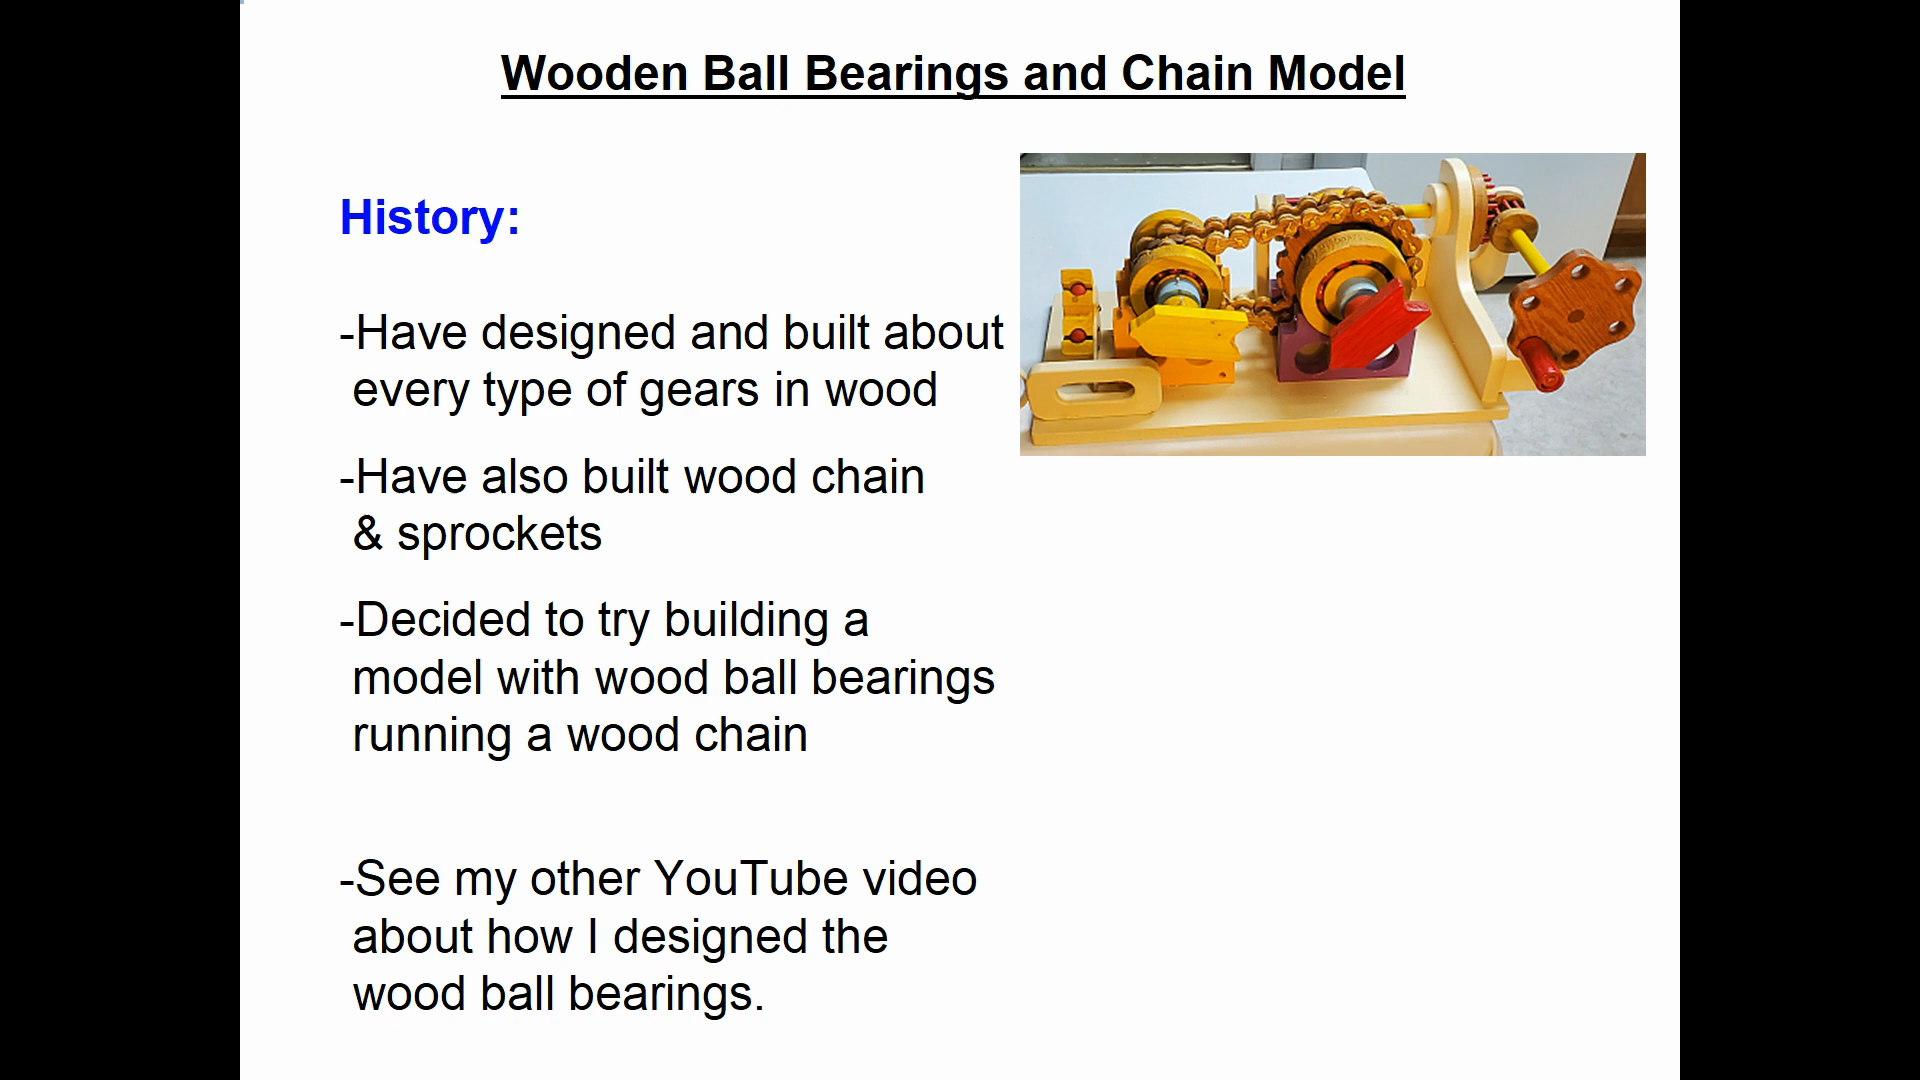 Wooden Ball Bearings and Chain Model
History:
-Have designed and built about
every type of gears in wood
-Have also built wood chain
& sprockets
-Decided to try building a
model with wood ball bearings
running a wood chain
-See my other YouTube video
about how I designed the
wood ball bearings.